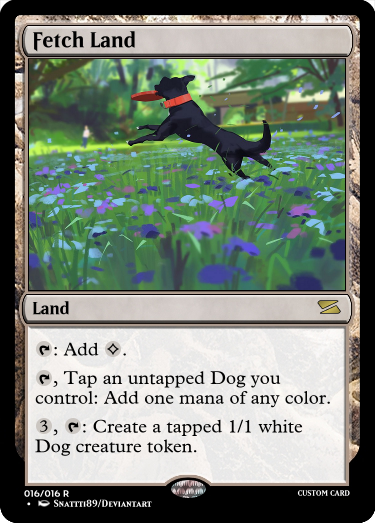 Fetch Land
Land
: Add .
, Tap an untapped Dog you
control: Add one mana of any color.
3, : Create a tapped 1/1 white
Dog creature token.
016/016 R
CUSTOM CARD
• Snattti89/Deviantart